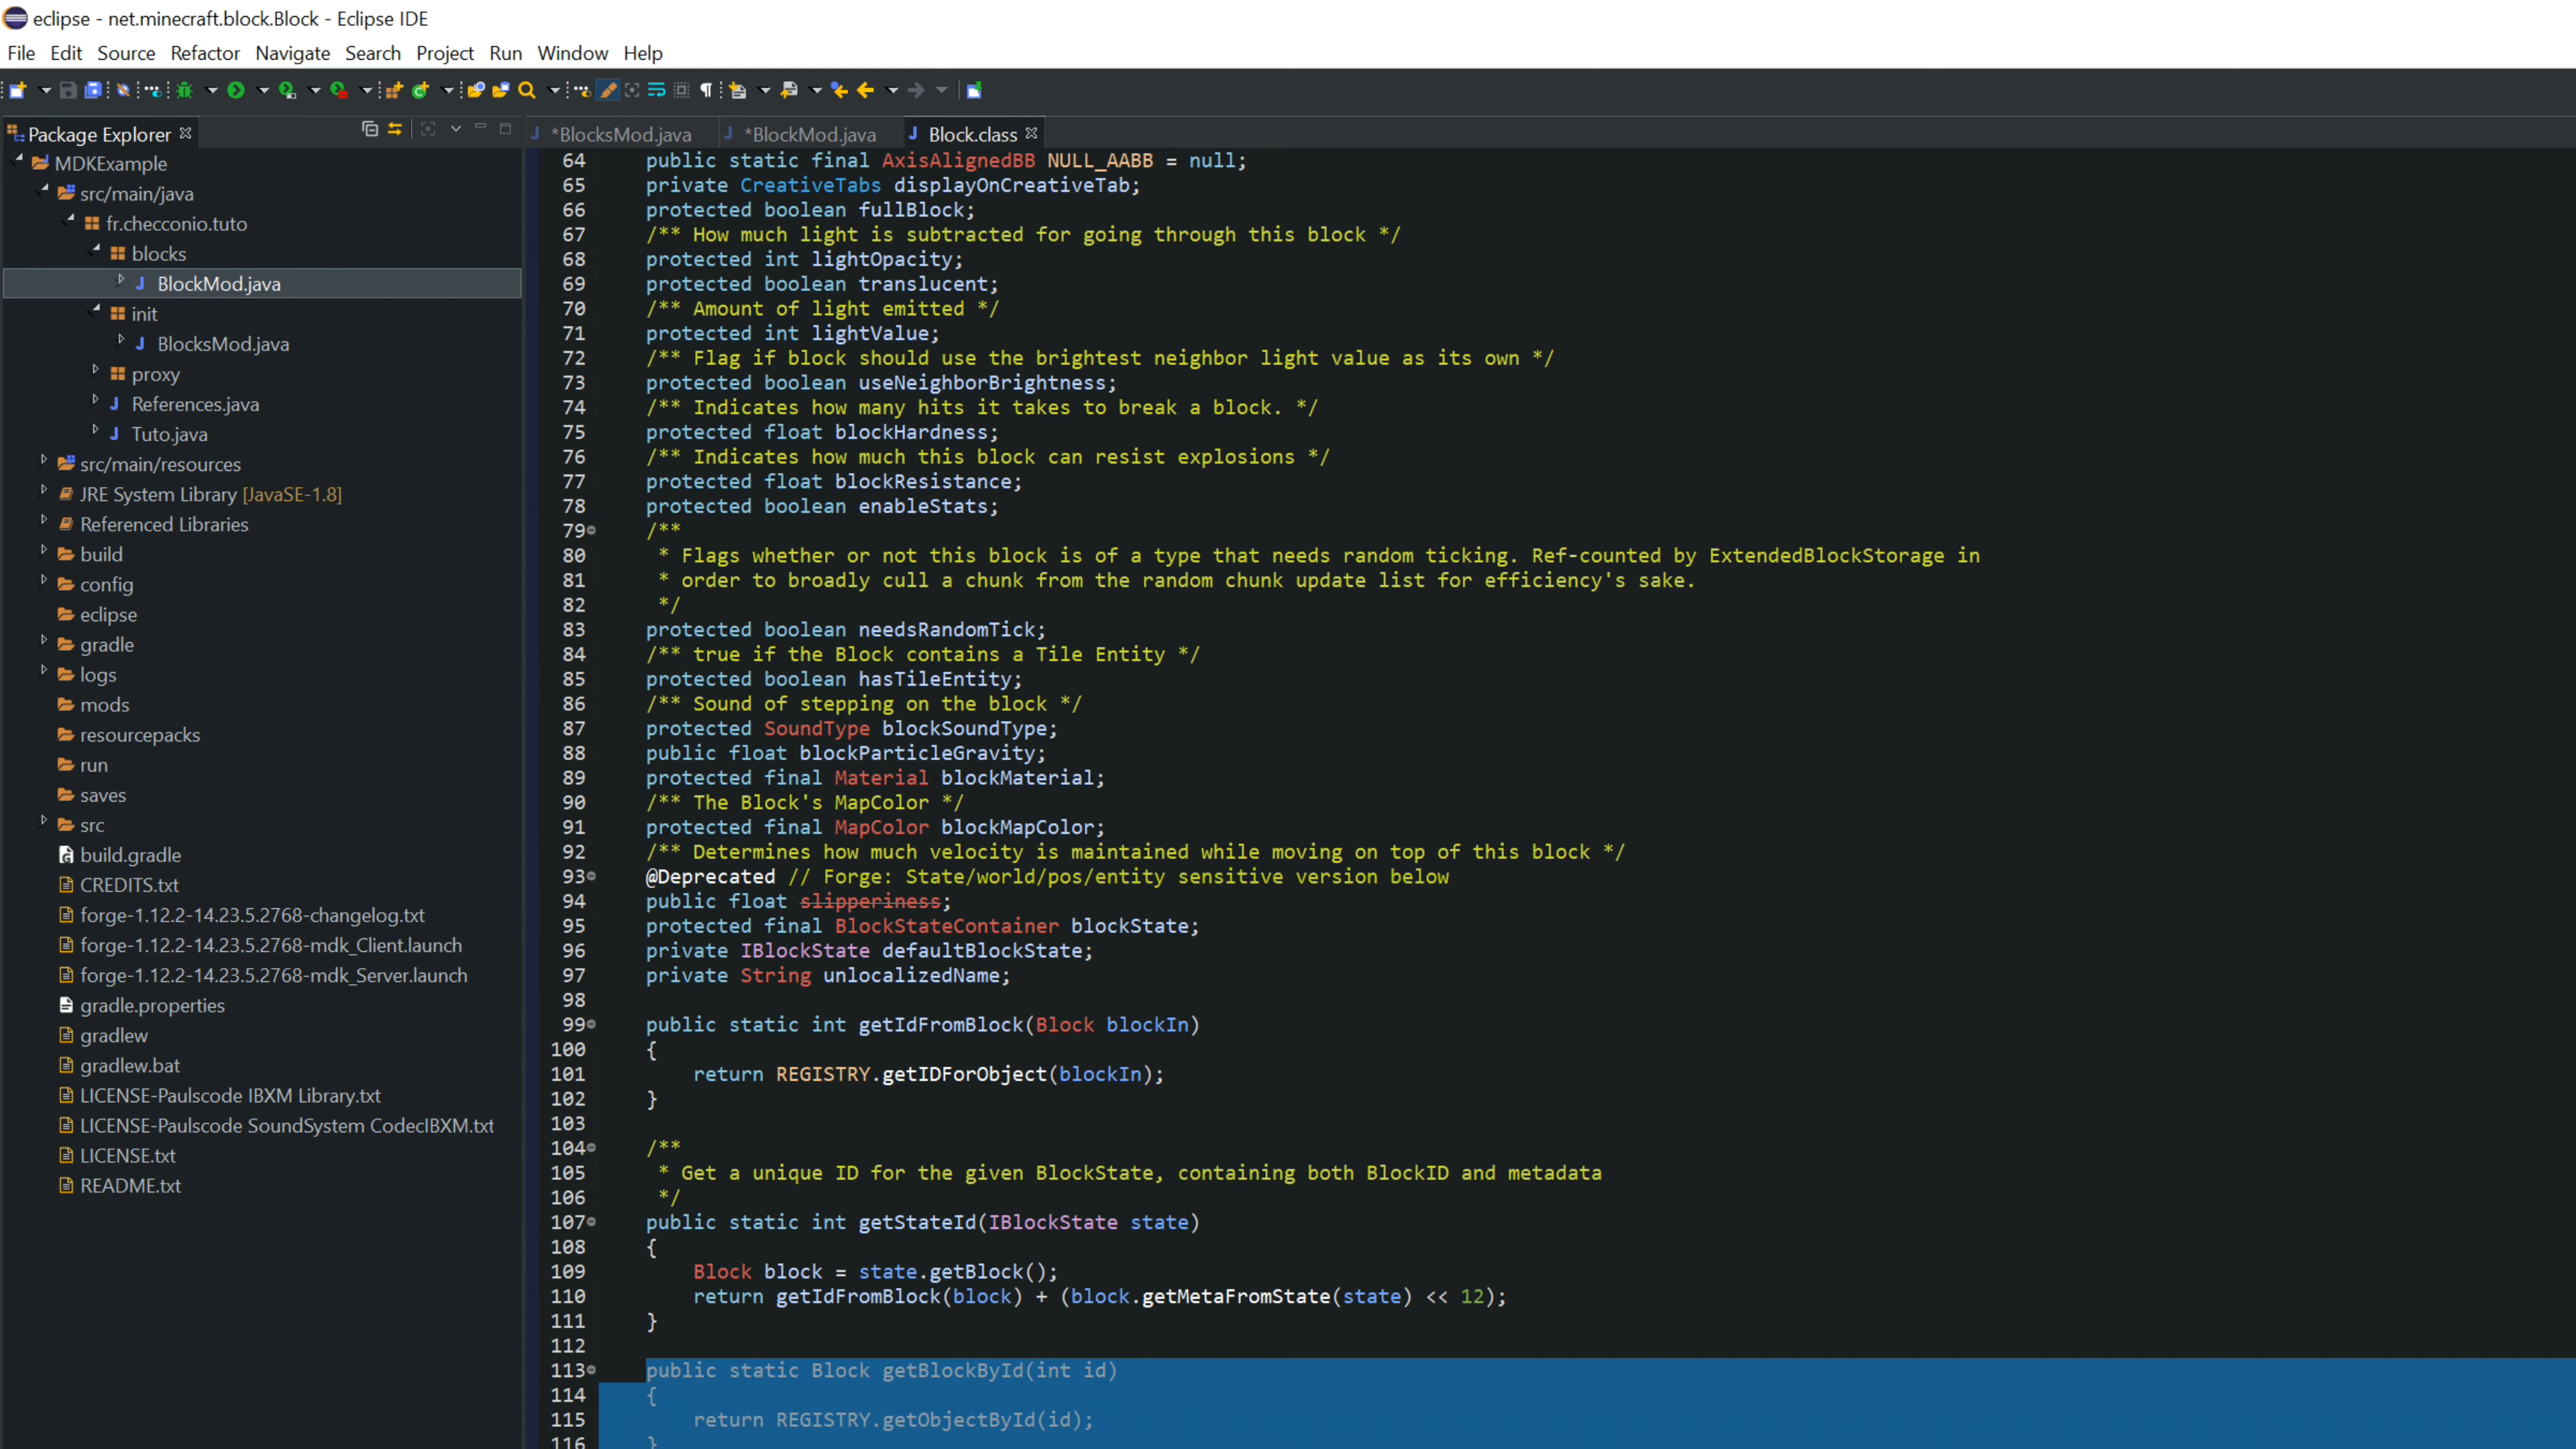 eclipse - net.minecraft.block.Block - Eclipse IDE
File Edit Source Refactor Navigate Search Project Run Window Help
Package Explorer
MDKExample
src/main/java
fr.checconio.tuto
blocks
BlockMod.java
init
BlocksMod.java
proxy
References.java
Tuto.java
src/main/resources
JRE System Library [JavaSE-1.8]
Referenced Libraries
build
config
eclipse
gradle
logs
mods
resourcepacks
run
saves
src
build.gradle
CREDITS.txt
forge-1.12.2-14.23.5.2768-changelog.txt
forge-1.12.2-14.23.5.2768-mdk_Client.launch
forge-1.12.2-14.23.5.2768-mdk_Server.launch
gradle.properties
gradlew
gradlew.bat
LICENSE-Paulscode IBXM Library.txt
LICENSE-Paulscode SoundSystem CodecIBXM.txt
LICENSE.txt
README.txt
*BlocksMod.java *BlockMod.java Block.class
64 public static final AxisAlignedBB NULL_AABB = null;
65 private CreativeTabs displayOnCreativeTab;
66 protected boolean fullBlock;
67 /** How much light is subtracted for going through this block */
68 protected int lightOpacity;
69 protected boolean translucent;
70 /** Amount of light emitted */
71 protected int lightValue;
72 /** Flag if block should use the brightest neighbor light value as its own */
73 protected boolean useNeighborBrightness;
74 /** Indicates how many hits it takes to break a block. */
75 protected float blockHardness;
76 /** Indicates how much this block can resist explosions */
77 protected float blockResistance;
78 protected boolean enableStats;
79 /**
80 * Flags whether or not this block is of a type that needs random ticking. Ref-counted by ExtendedBlockStorage in
81 * order to broadly cull a chunk from the random chunk update list for efficiency's sake.
82 */
83 protected boolean needsRandomTick;
84 /** true if the Block contains a Tile Entity */
85 protected boolean hasTileEntity;
86 /** Sound of stepping on the block */
87 protected SoundType blockSoundType;
88 public float blockParticleGravity;
89 protected final Material blockMaterial;
90 /** The Block's MapColor */
91 protected final MapColor blockMapColor;
92 /** Determines how much velocity is maintained while moving on top of this block */
93 @Deprecated // Forge: State/world/pos/entity sensitive version below
94 public float slipperiness;
95 protected final BlockStateContainer blockState;
96 private IBlockState defaultBlockState;
97 private String unlocalizedName;
98
99 public static int getIdFromBlock(Block blockIn)
100 {
101 return REGISTRY.getIDForObject(blockIn);
102 }
103
104 /**
105 * Get a unique ID for the given BlockState, containing both BlockID and metadata
106 */
107 public static int getStateId(IBlockState state)
108 {
109 Block block = state.getBlock();
110 return getIdFromBlock(block) + (block.getMetaFromState(state) << 12);
111 }
112
113 public static Block getBlockById(int id)
114 {
115 return REGISTRY.getObjectById(id);
116 }